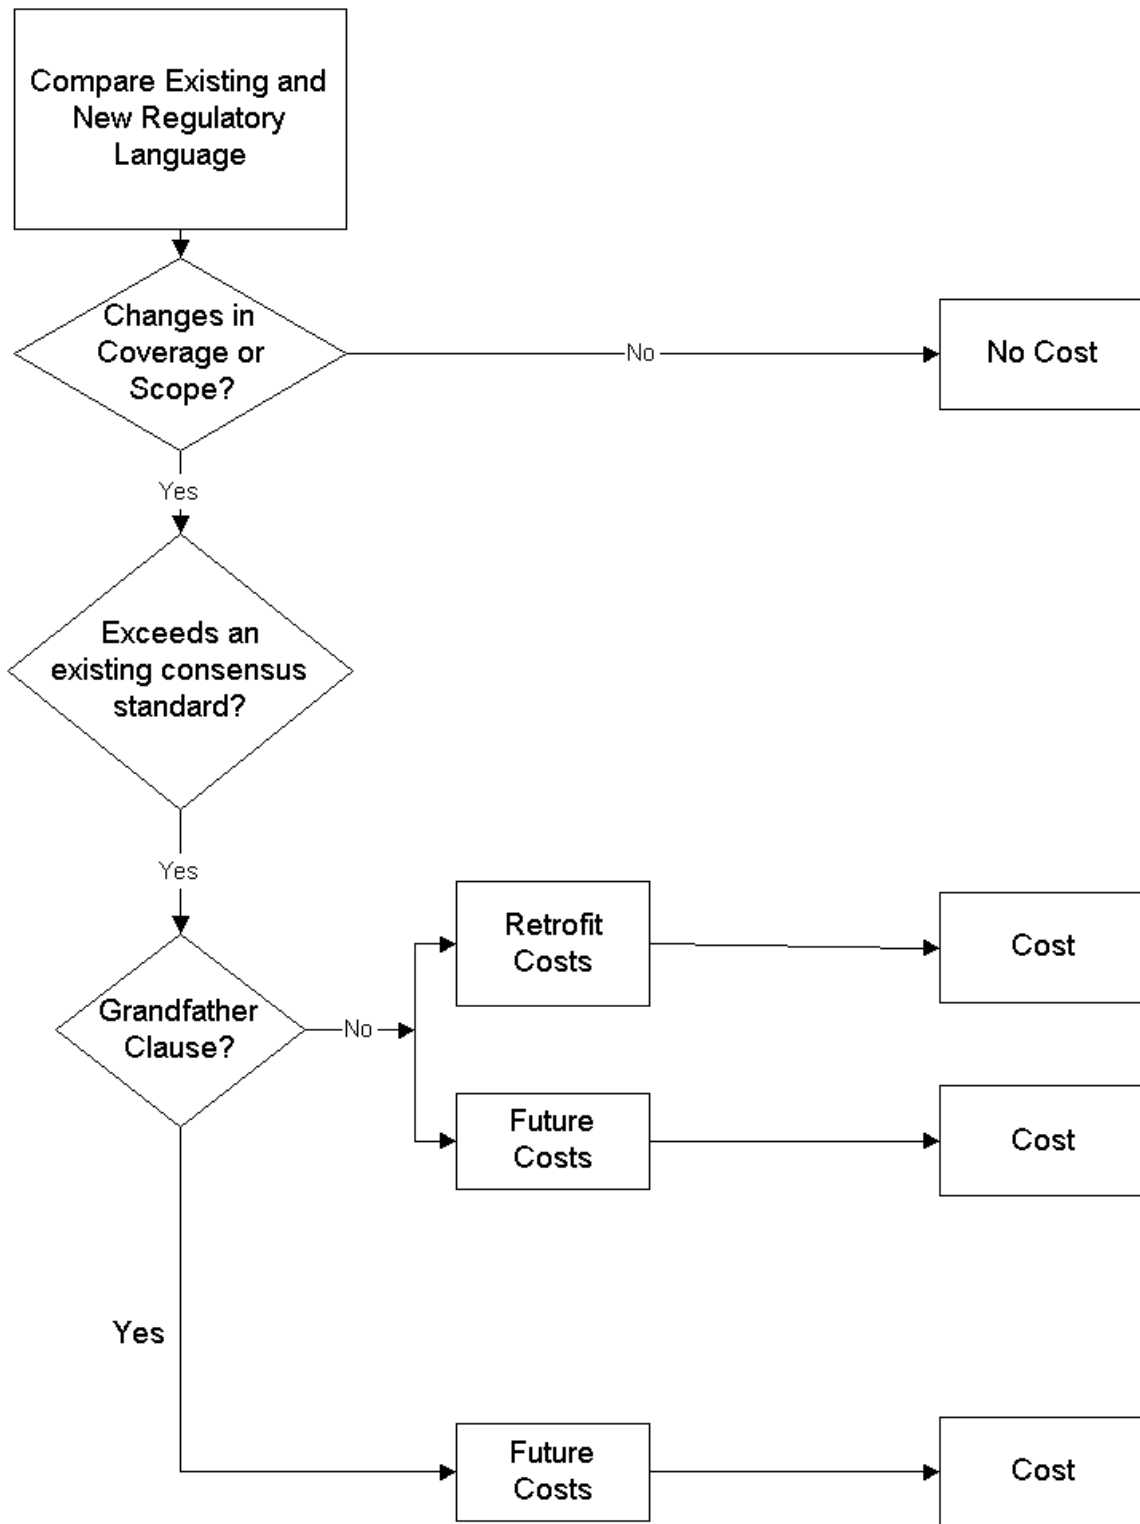 Compare Existing and
New Regulatory
Language
Changes in
Coverage or
Scope?
No
No Cost
Yes
Exceeds an
existing consensus
standard?
Yes
Retrofit
Costs
Cost
Grandfather
Clause?
No
Future
Costs
Cost
Yes
Future
Costs
Cost